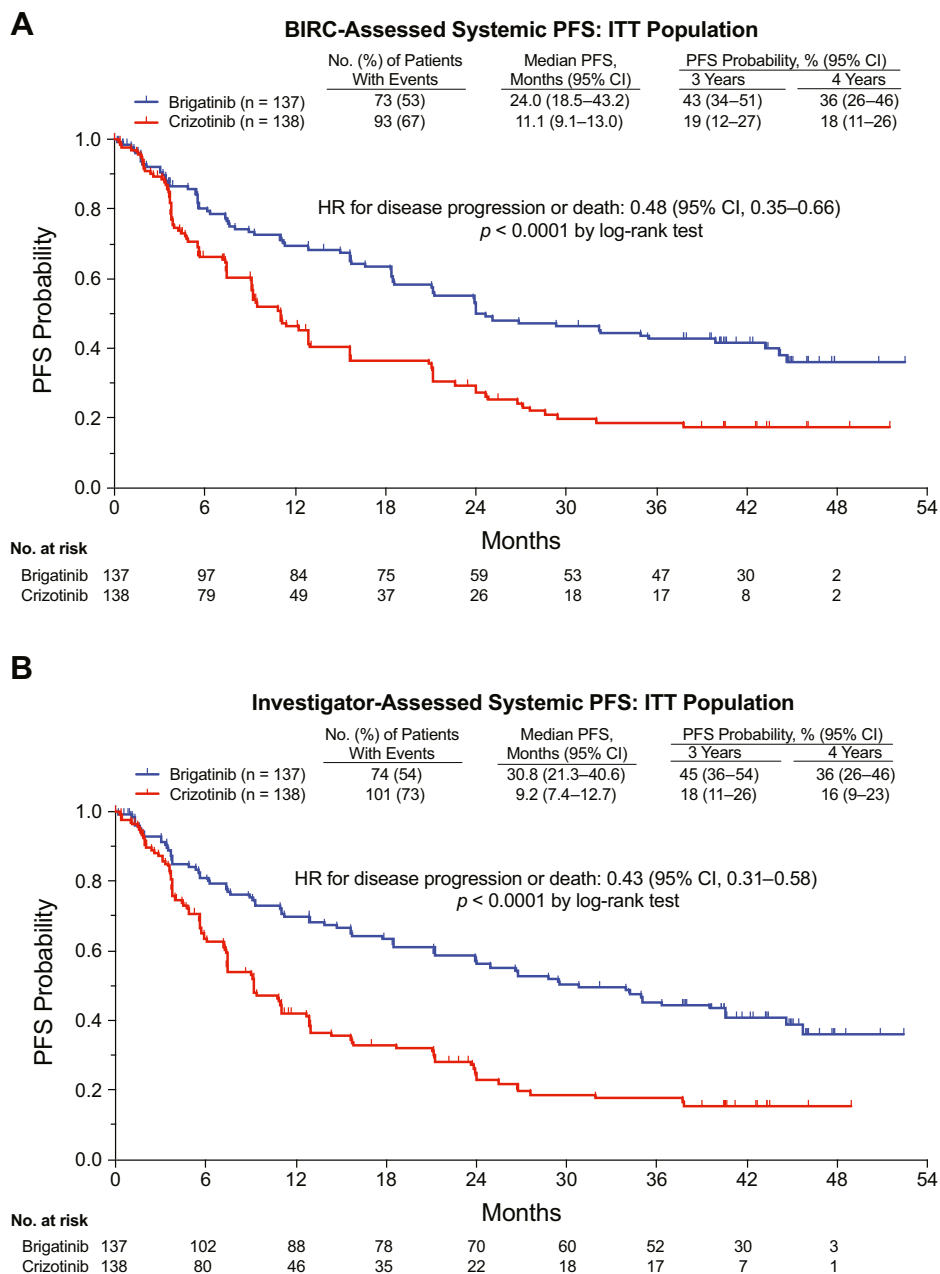 A
BIRC-Assessed Systemic PFS: ITT Population
No. (%) of Patients With Events
Median PFS, Months (95% CI)
PFS Probability, % (95% CI)
3 Years 4 Years
Brigatinib (n = 137) 73 (53) 24.0 (18.5–43.2) 43 (34–51) 36 (26–46)
Crizotinib (n = 138) 93 (67) 11.1 (9.1–13.0) 19 (12–27) 18 (11–26)
HR for disease progression or death: 0.48 (95% CI, 0.35–0.66)
p < 0.0001 by log-rank test
PFS Probability
1.0
0.8
0.6
0.4
0.2
0.0
0 6 12 18 24 30 36 42 48 54
Months
No. at risk
Brigatinib 137 97 84 75 59 53 47 30 2
Crizotinib 138 79 49 37 26 18 17 8 2
B
Investigator-Assessed Systemic PFS: ITT Population
No. (%) of Patients With Events
Median PFS, Months (95% CI)
PFS Probability, % (95% CI)
3 Years 4 Years
Brigatinib (n = 137) 74 (54) 30.8 (21.3–40.6) 45 (36–54) 36 (26–46)
Crizotinib (n = 138) 101 (73) 9.2 (7.4–12.7) 18 (11–26) 16 (9–23)
HR for disease progression or death: 0.43 (95% CI, 0.31–0.58)
p < 0.0001 by log-rank test
PFS Probability
1.0
0.8
0.6
0.4
0.2
0.0
0 6 12 18 24 30 36 42 48 54
Months
No. at risk
Brigatinib 137 102 88 78 70 60 52 30 3
Crizotinib 138 80 46 35 22 18 17 7 1